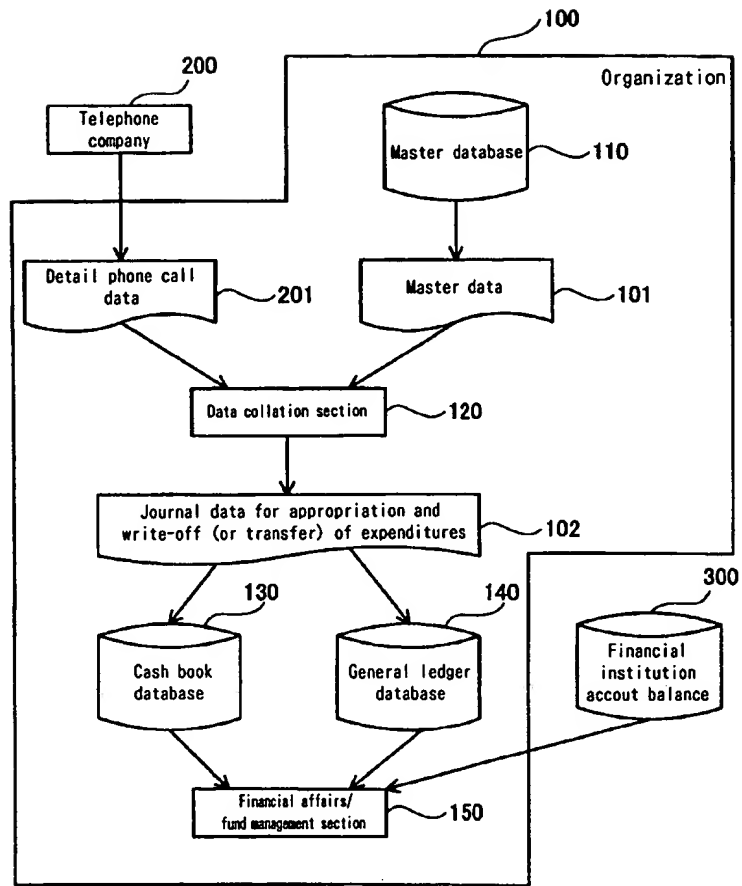 100
200
Organization
Telephone
company
Master database
110
Detail phone call
data
201
Master data
101
Data collation section
120
Journal data for appropriation and
write-off (or transfer) of expenditures
102
130
140
300
Cash book
database
General ledger
database
Financial
institution
accout balance
Financial affairs/
fund management section
150